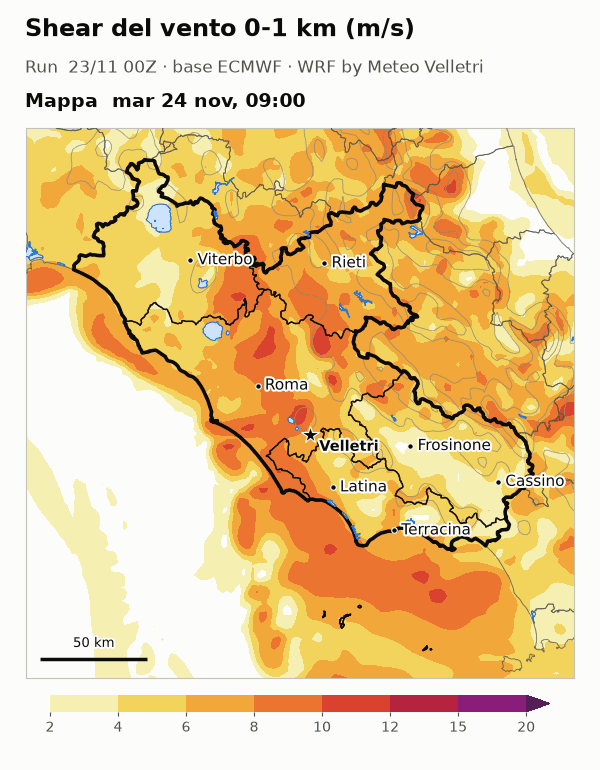 Shear del vento 0-1 km (m/s)
Run  23/11 00Z · base ECMWF · WRF by Meteo Velletri
Mappa  mar 24 nov, 09:00
Viterbo
Rieti
Roma
Velletri
Frosinone
Cassino
Latina
Terracina
50 km
2 4 6 8 10 12 15 20